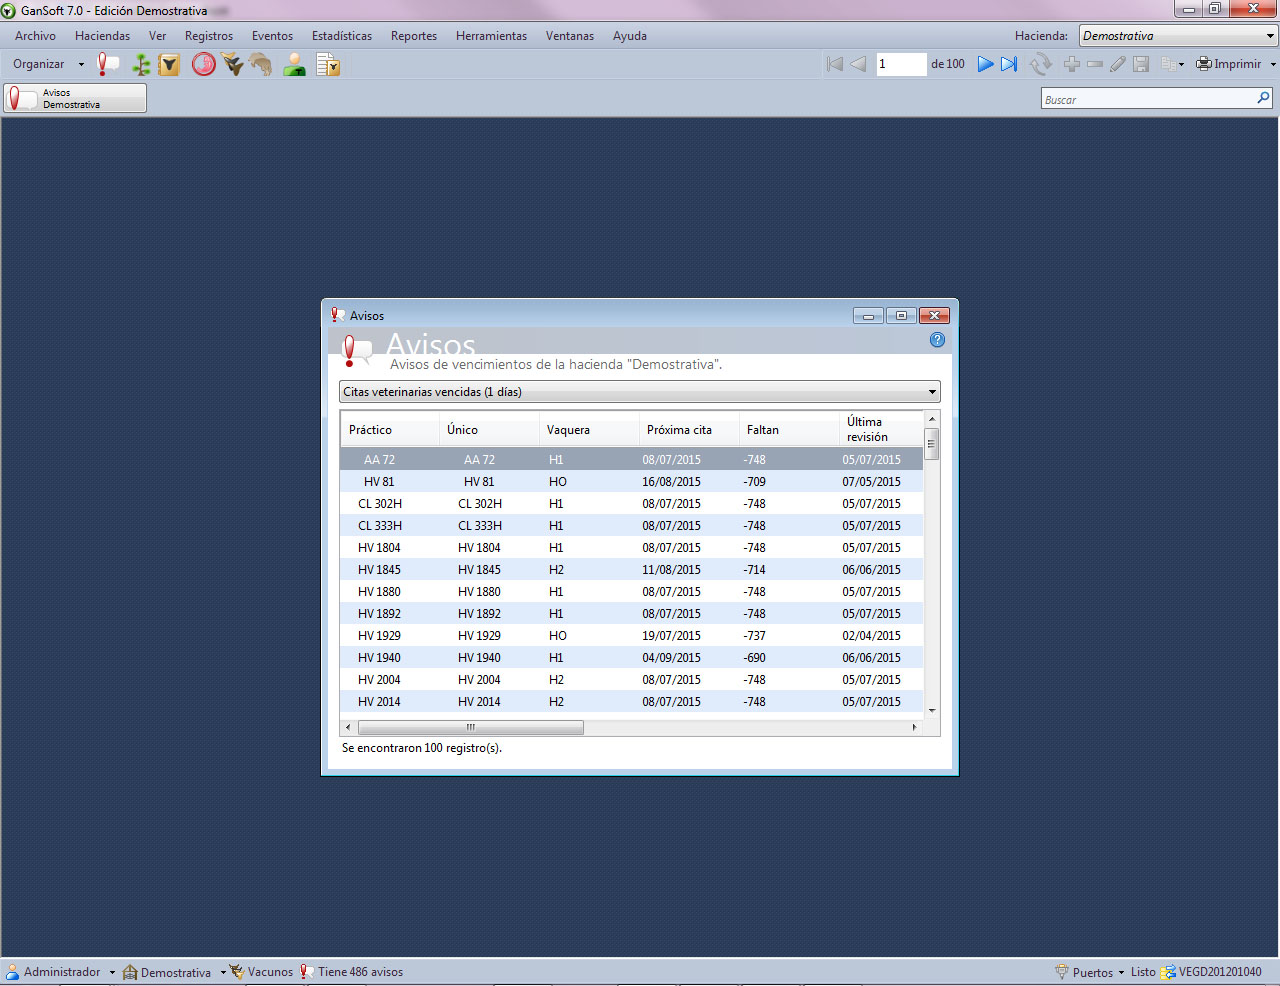 GanSoft 7.0 - Edición Demostrativa
Archivo Haciendas Ver Registros Eventos Estadísticas Reportes Herramientas Ventanas Ayuda Hacienda: Demostrativa
Organizar 1 de 100 Imprimir
Avisos
Demostrativa
Buscar
Avisos
Avisos
Avisos de vencimientos de la hacienda "Demostrativa".
Citas veterinarias vencidas (1 días)
Práctico Único Vaquera Próxima cita Faltan Última revisión
AA 72 AA 72 H1 08/07/2015 -748 05/07/2015
HV 81 HV 81 HO 16/08/2015 -709 07/05/2015
CL 302H CL 302H H1 08/07/2015 -748 05/07/2015
CL 333H CL 333H H1 08/07/2015 -748 05/07/2015
HV 1804 HV 1804 H1 08/07/2015 -748 05/07/2015
HV 1845 HV 1845 H2 11/08/2015 -714 06/06/2015
HV 1880 HV 1880 H1 08/07/2015 -748 05/07/2015
HV 1892 HV 1892 H1 08/07/2015 -748 05/07/2015
HV 1929 HV 1929 HO 19/07/2015 -737 02/04/2015
HV 1940 HV 1940 H1 04/09/2015 -690 06/06/2015
HV 2004 HV 2004 H2 08/07/2015 -748 05/07/2015
HV 2014 HV 2014 H2 08/07/2015 -748 05/07/2015
Se encontraron 100 registro(s).
Administrador Demostrativa Vacunos Tiene 486 avisos Puertos Listo VEGD201201040